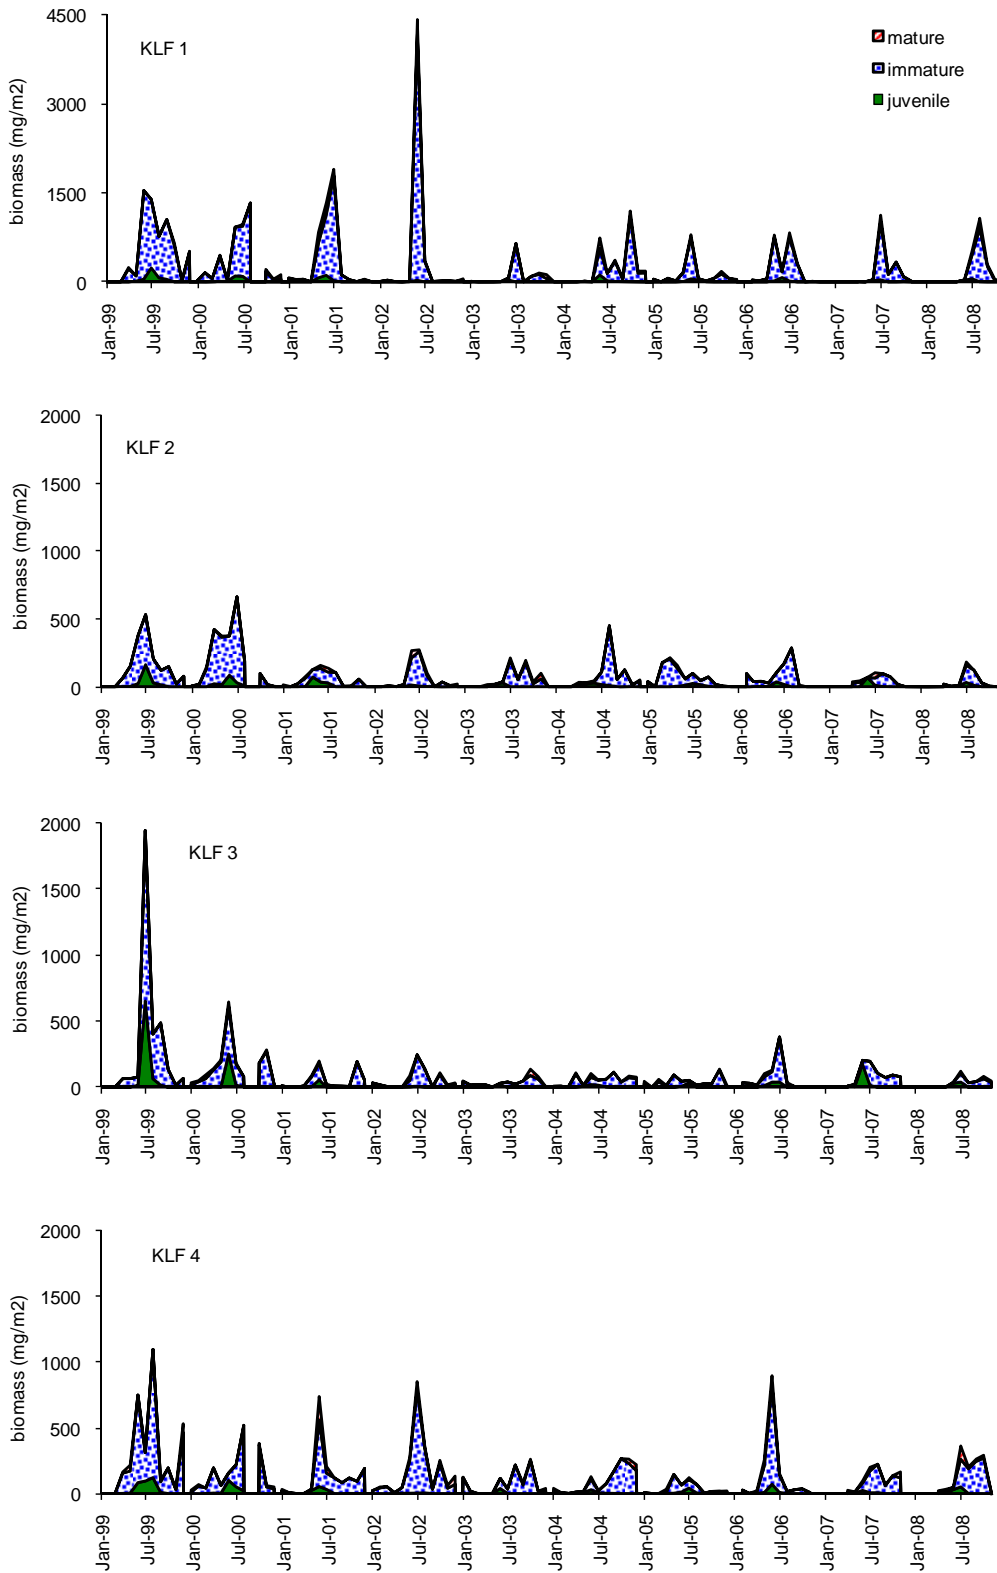 4500
KLF 1
mature
immature
juvenile
3000
1500
0
biomass (mg/m2)
Jan-99 Jul-99 Jan-00 Jul-00 Jan-01 Jul-01 Jan-02 Jul-02 Jan-03 Jul-03 Jan-04 Jul-04 Jan-05 Jul-05 Jan-06 Jul-06 Jan-07 Jul-07 Jan-08 Jul-08
2000
KLF 2
1500
1000
500
0
biomass (mg/m2)
Jan-99 Jul-99 Jan-00 Jul-00 Jan-01 Jul-01 Jan-02 Jul-02 Jan-03 Jul-03 Jan-04 Jul-04 Jan-05 Jul-05 Jan-06 Jul-06 Jan-07 Jul-07 Jan-08 Jul-08
2000
KLF 3
1500
1000
500
0
biomass (mg/m2)
Jan-99 Jul-99 Jan-00 Jul-00 Jan-01 Jul-01 Jan-02 Jul-02 Jan-03 Jul-03 Jan-04 Jul-04 Jan-05 Jul-05 Jan-06 Jul-06 Jan-07 Jul-07 Jan-08 Jul-08
2000
KLF 4
1500
1000
500
0
biomass (mg/m2)
Jan-99 Jul-99 Jan-00 Jul-00 Jan-01 Jul-01 Jan-02 Jul-02 Jan-03 Jul-03 Jan-04 Jul-04 Jan-05 Jul-05 Jan-06 Jul-06 Jan-07 Jul-07 Jan-08 Jul-08